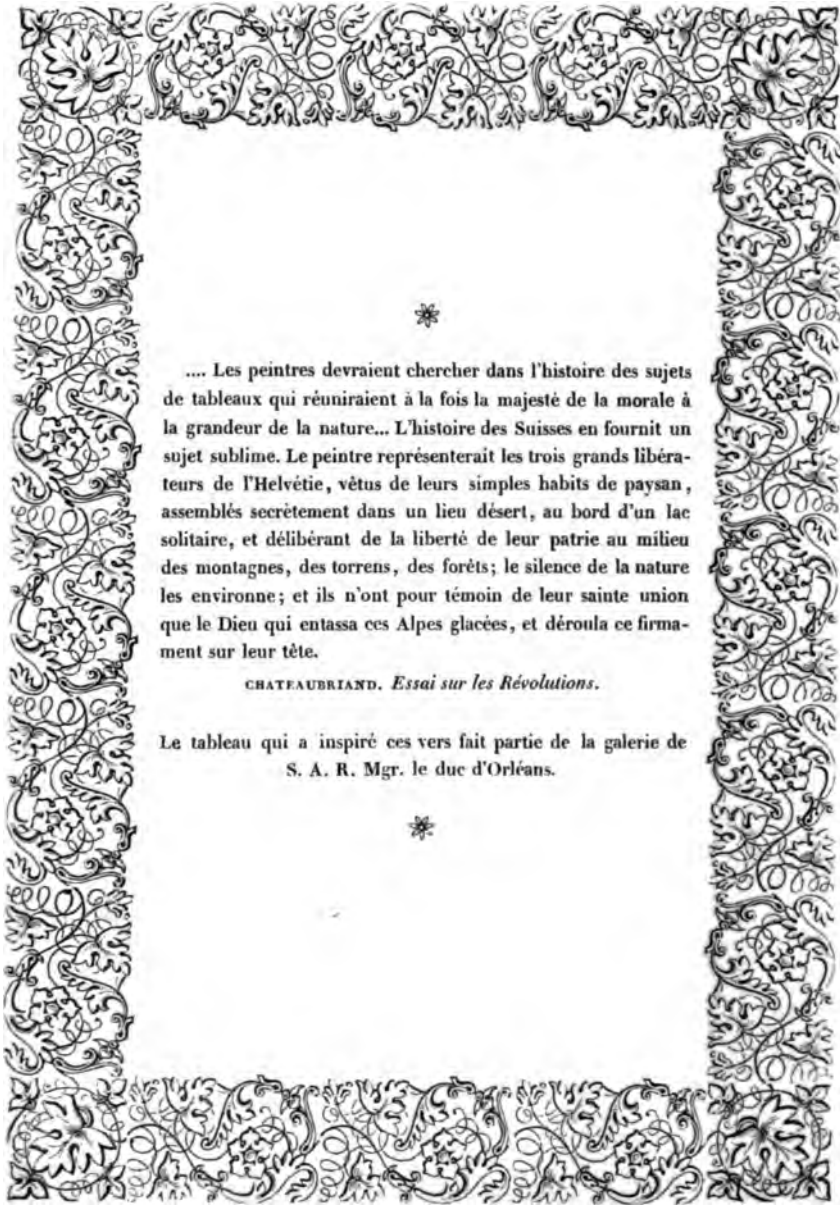 .... Les peintres devraient chercher dans l'histoire des sujets
de tableaux qui réuniraient à la fois la majesté de la morale à
la grandeur de la nature... L'histoire des Suisses en fournit un
sujet sublime. Le peintre représenterait les trois grands libéra-
teurs de l'Helvétie, vêtus de leurs simples habits de paysan,
assemblés secrètement dans un lieu désert, au bord d'un lac
solitaire, et délibérant de la liberté de leur patrie au milieu
des montagnes, des torrens, des forêts; le silence de la nature
les environne; et ils n'ont pour témoin de leur sainte union
que le Dieu qui entassa ces Alpes glacées, et déroula ce firma-
ment sur leur tête.
CHATEAUBRIAND. Essai sur les Révolutions.
Le tableau qui a inspiré ces vers fait partie de la galerie de
S. A. R. Mgr. le duc d'Orléans.